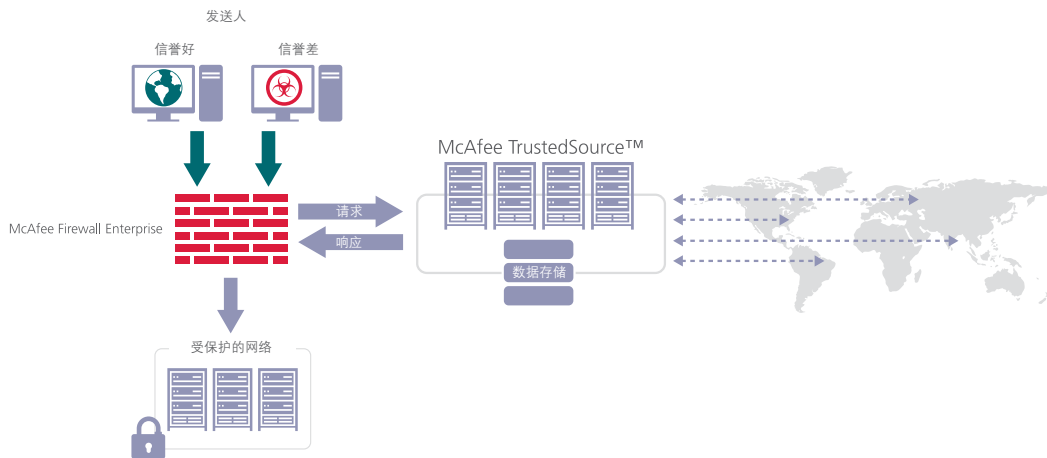 发送人
信誉好
信誉差
McAfee TrustedSource™
McAfee Firewall Enterprise
请求
响应
数据存储
受保护的网络